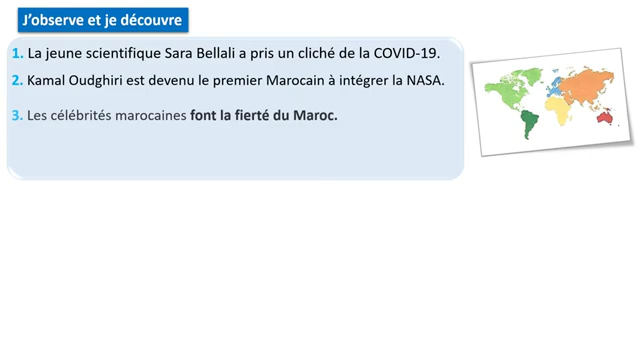 J'observe et je découvre
1. La jeune scientifique Sara Bellali a pris un cliché de la COVID-19.
2. Kamal Oudghiri est devenu le premier Marocain à intégrer la NASA.
3. Les célébrités marocaines font la fierté du Maroc.